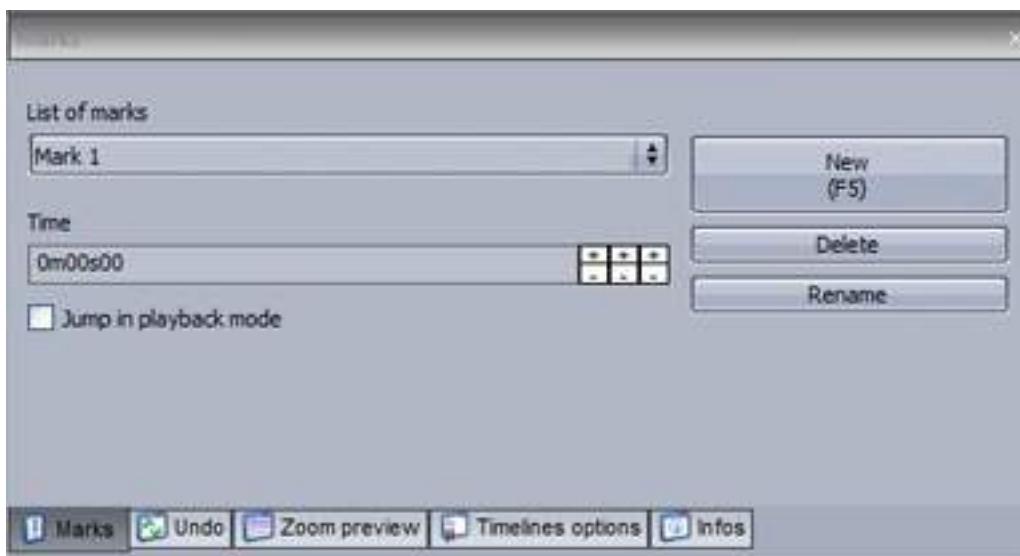 Marks
List of marks
Mark 1
New
(F5)
Time
0m00s00
Delete
Rename
Jump in playback mode
Marks
Undo
Zoom preview
Timelines options
Infos